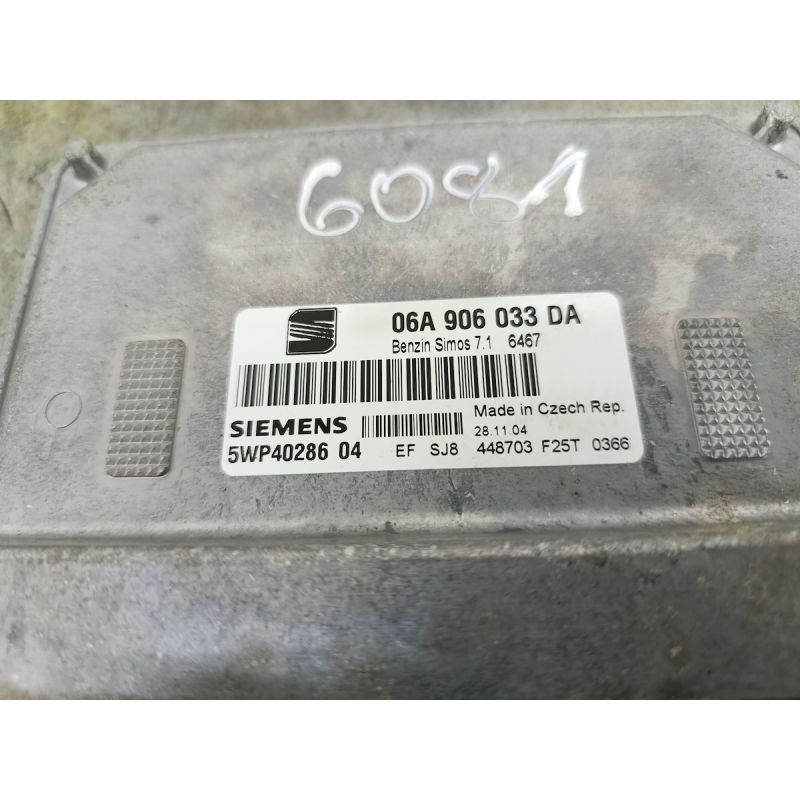 6081
06A 906 033 DA
Benzin Simos 7.1 6467
SIEMENS
Made in Czech Rep.
28.11.04
5WP40286 04
EF SJ8 448703 F25T 0366